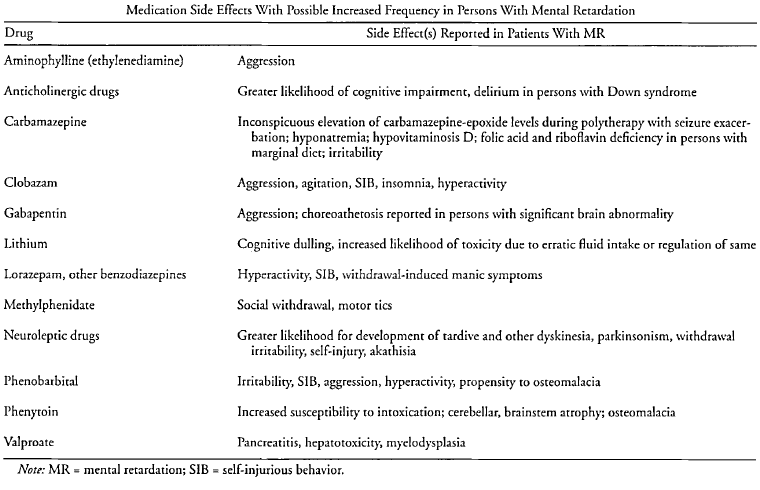 Medication Side Effects With Possible Increased Frequency in Persons With Mental Retardation
Drug Side Effect(s) Reported in Patients With MR
Aminophylline (ethylenediamine) Aggression
Anticholinergic drugs Greater likelihood of cognitive impairment, delirium in persons with Down syndrome
Carbamazepine Inconspicuous elevation of carbamazepine-epoxide levels during polytherapy with seizure exacer-
bation; hyponatremia; hypovitaminosis D; folic acid and riboflavin deficiency in persons with
marginal diet; irritability
Clobazam Aggression, agitation, SIB, insomnia, hyperactivity
Gabapentin Aggression; choreoathetosis reported in persons with significant brain abnormality
Lithium Cognitive dulling, increased likelihood of toxicity due to erratic fluid intake or regulation of same
Lorazepam, other benzodiazepines Hyperactivity, SIB, withdrawal-induced manic symptoms
Methylphenidate Social withdrawal, motor tics
Neuroleptic drugs Greater likelihood for development of tardive and other dyskinesia, parkinsonism, withdrawal
irritability, self-injury, akathisia
Phenobarbital Irritability, SIB, aggression, hyperactivity, propensity to osteomalacia
Phenytoin Increased susceptibility to intoxication; cerebellar, brainstem atrophy; osteomalacia
Valproate Pancreatitis, hepatotoxicity, myelodysplasia
Note: MR = mental retardation; SIB = self-injurious behavior.